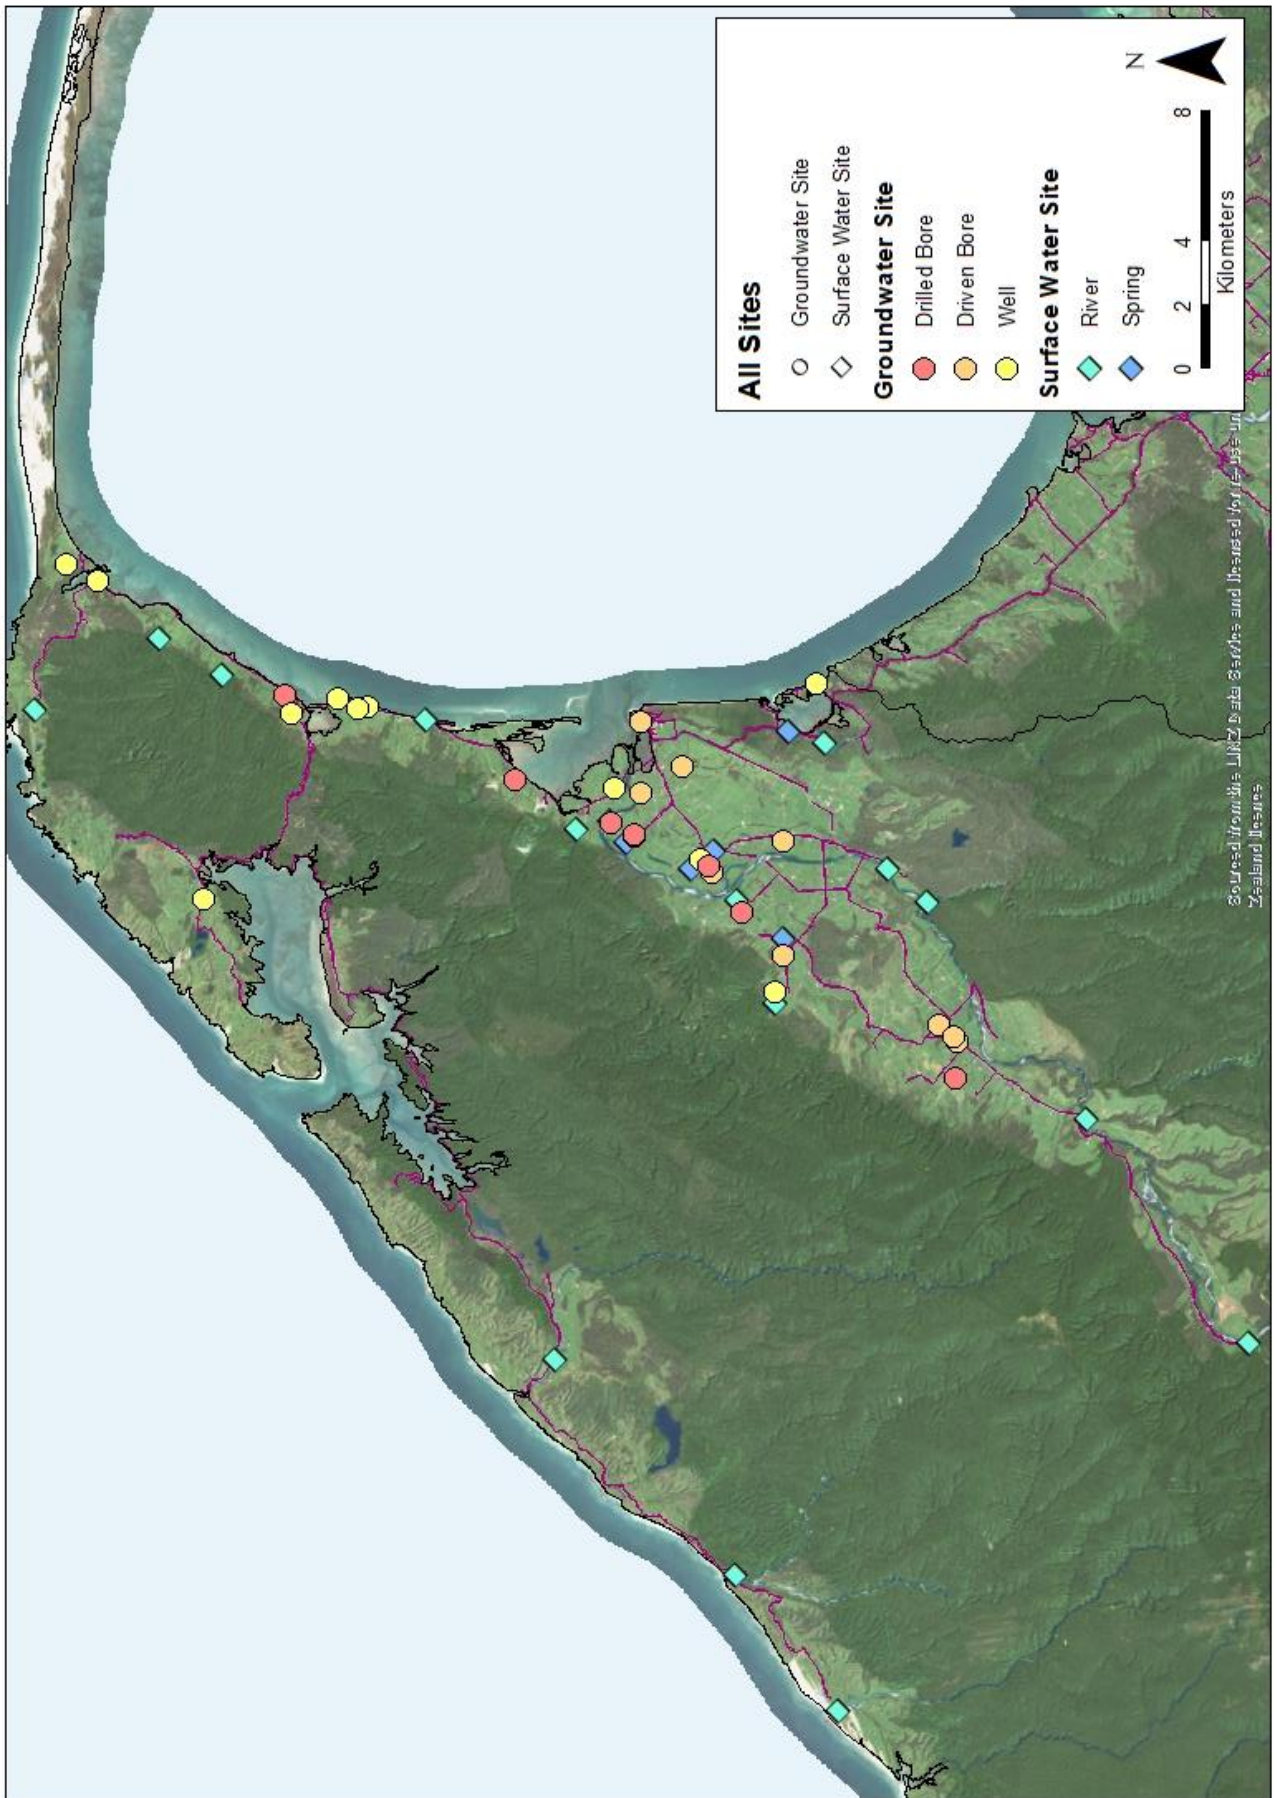 All Sites
Groundwater Site
Surface Water Site
Groundwater Site
Drilled Bore
Driven Bore
Well
Surface Water Site
River
Spring
N
0 2 4 8
Kilometers
Sourced from the LINZ Data Service and licensed for re-use un
Zealand licence